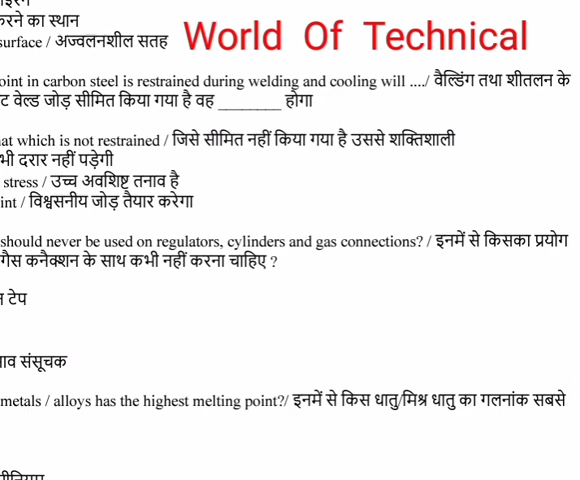 करने का स्थान
surface / अज्वलनशील सतह World Of Technical
oint in carbon steel is restrained during welding and cooling will ..../ वैल्डिंग तथा शीतलन के
ट वेल्ड जोड़ सीमित किया गया है वह ________ होगा
at which is not restrained / जिसे सीमित नहीं किया गया है उससे शक्तिशाली
भी दरार नहीं पड़ेगी
stress / उच्च अवशिष्ट तनाव है
int / विश्वसनीय जोड़ तैयार करेगा
should never be used on regulators, cylinders and gas connections? / इनमें से किसका प्रयोग
गैस कनैक्शन के साथ कभी नहीं करना चाहिए ?
टेप
ाव संसूचक
metals / alloys has the highest melting point?/ इनमें से किस धातु/मिश्र धातु का गलनांक सबसे